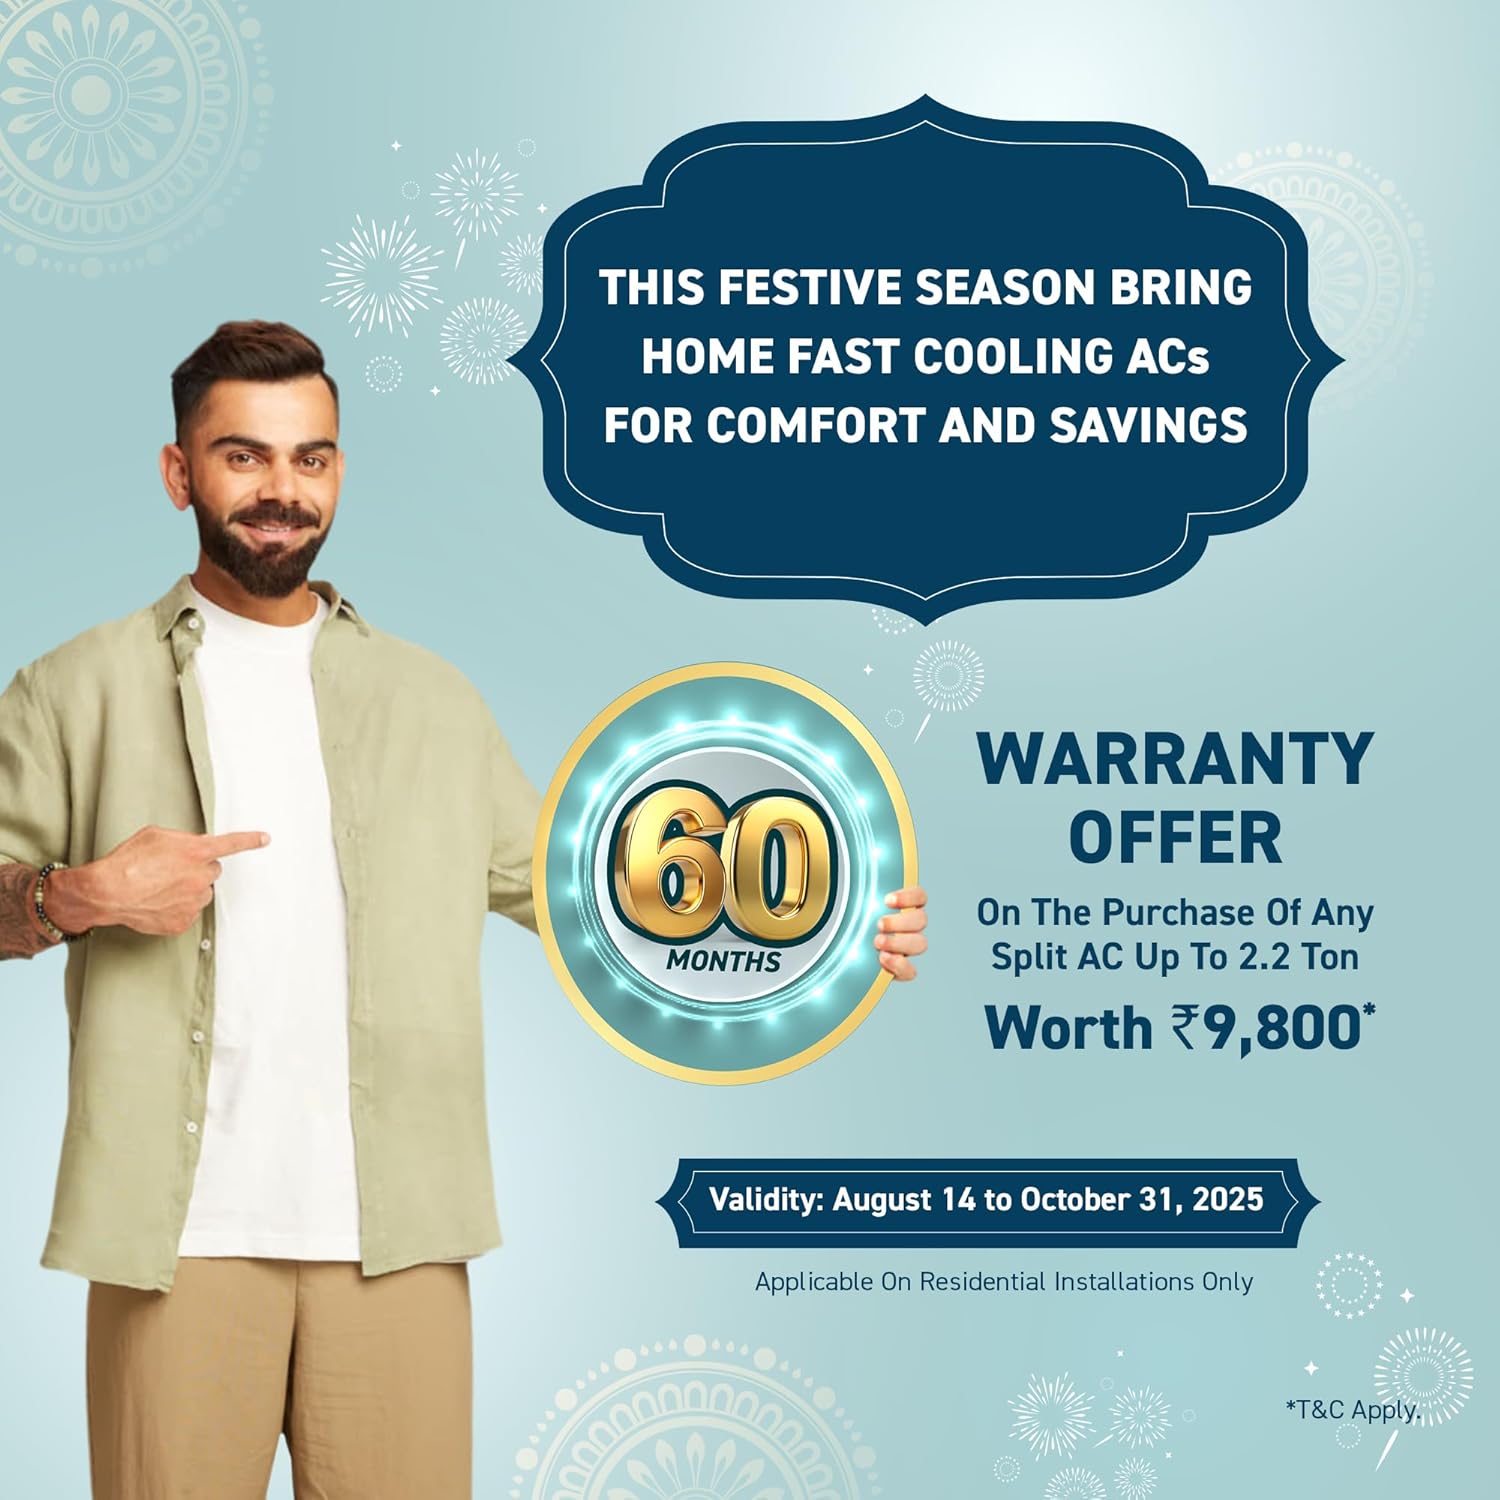 THIS FESTIVE SEASON BRING
HOME FAST COOLING ACs
FOR COMFORT AND SAVINGS
60
MONTHS
WARRANTY
OFFER
On The Purchase Of Any
Split AC Up To 2.2 Ton
Worth ₹9,800*
Validity: August 14 to October 31, 2025
Applicable On Residential Installations Only
*T&C Apply.